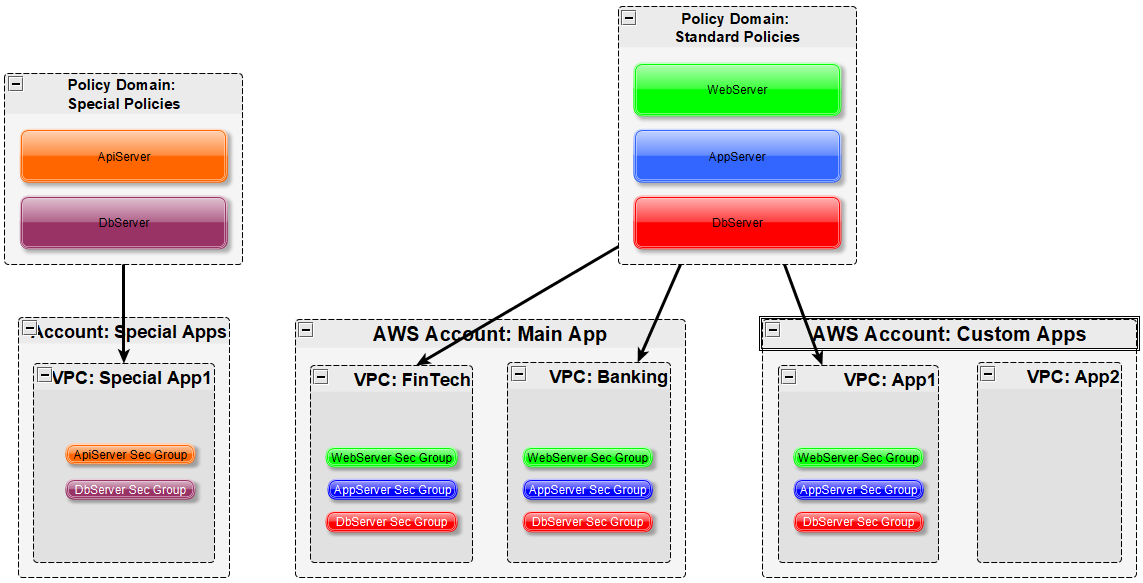 Policy Domain:
Standard Policies
WebServer
AppServer
DbServer
Policy Domain:
Special Policies
ApiServer
DbServer
Account: Special Apps
VPC: Special App1
ApiServer Sec Group
DbServer Sec Group
AWS Account: Main App
VPC: FinTech
WebServer Sec Group
AppServer Sec Group
DbServer Sec Group
VPC: Banking
WebServer Sec Group
AppServer Sec Group
DbServer Sec Group
AWS Account: Custom Apps
VPC: App1
WebServer Sec Group
AppServer Sec Group
DbServer Sec Group
VPC: App2